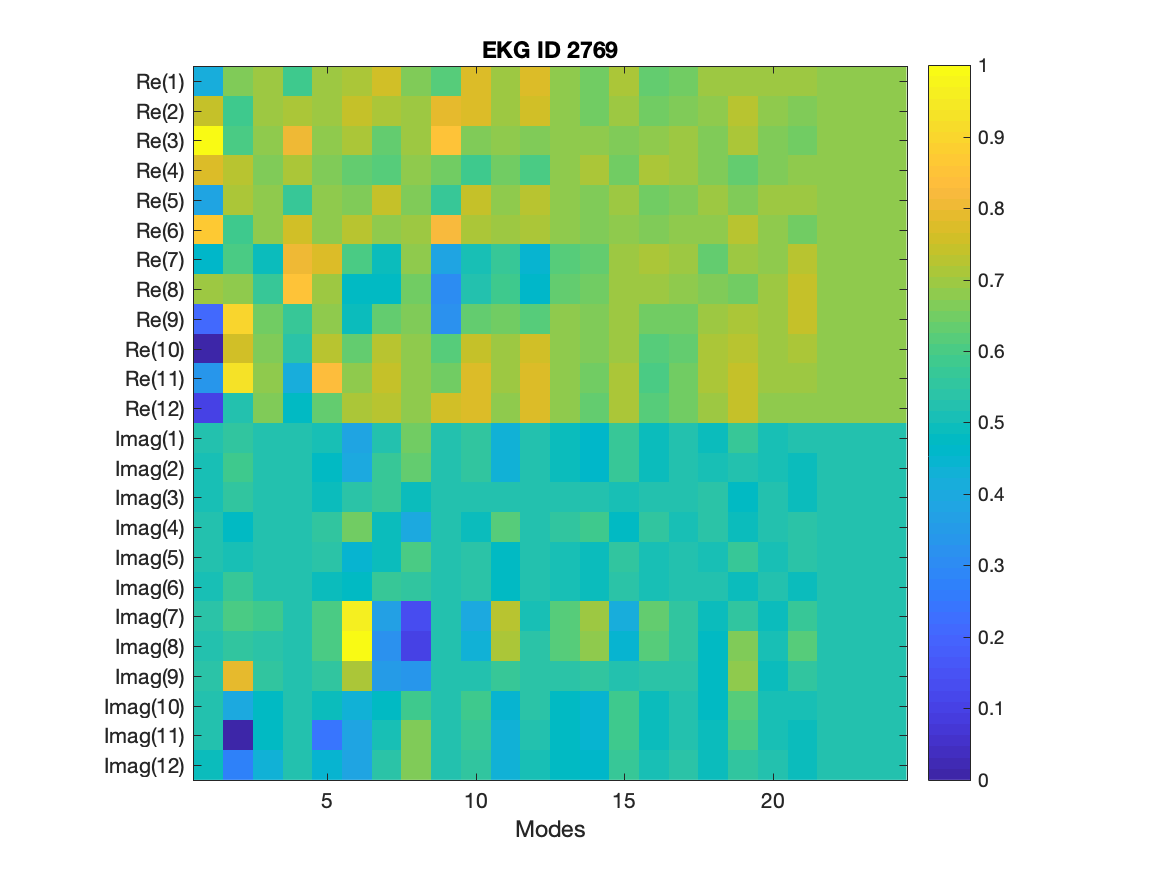 EKG ID 2769
Re(1)
Re(2)
Re(3)
Re(4)
Re(5)
Re(6)
Re(7)
Re(8)
Re(9)
Re(10)
Re(11)
Re(12)
Imag(1)
Imag(2)
Imag(3)
Imag(4)
Imag(5)
Imag(6)
Imag(7)
Imag(8)
Imag(9)
Imag(10)
Imag(11)
Imag(12)
5 10 15 20
Modes
1
0.9
0.8
0.7
0.6
0.5
0.4
0.3
0.2
0.1
0